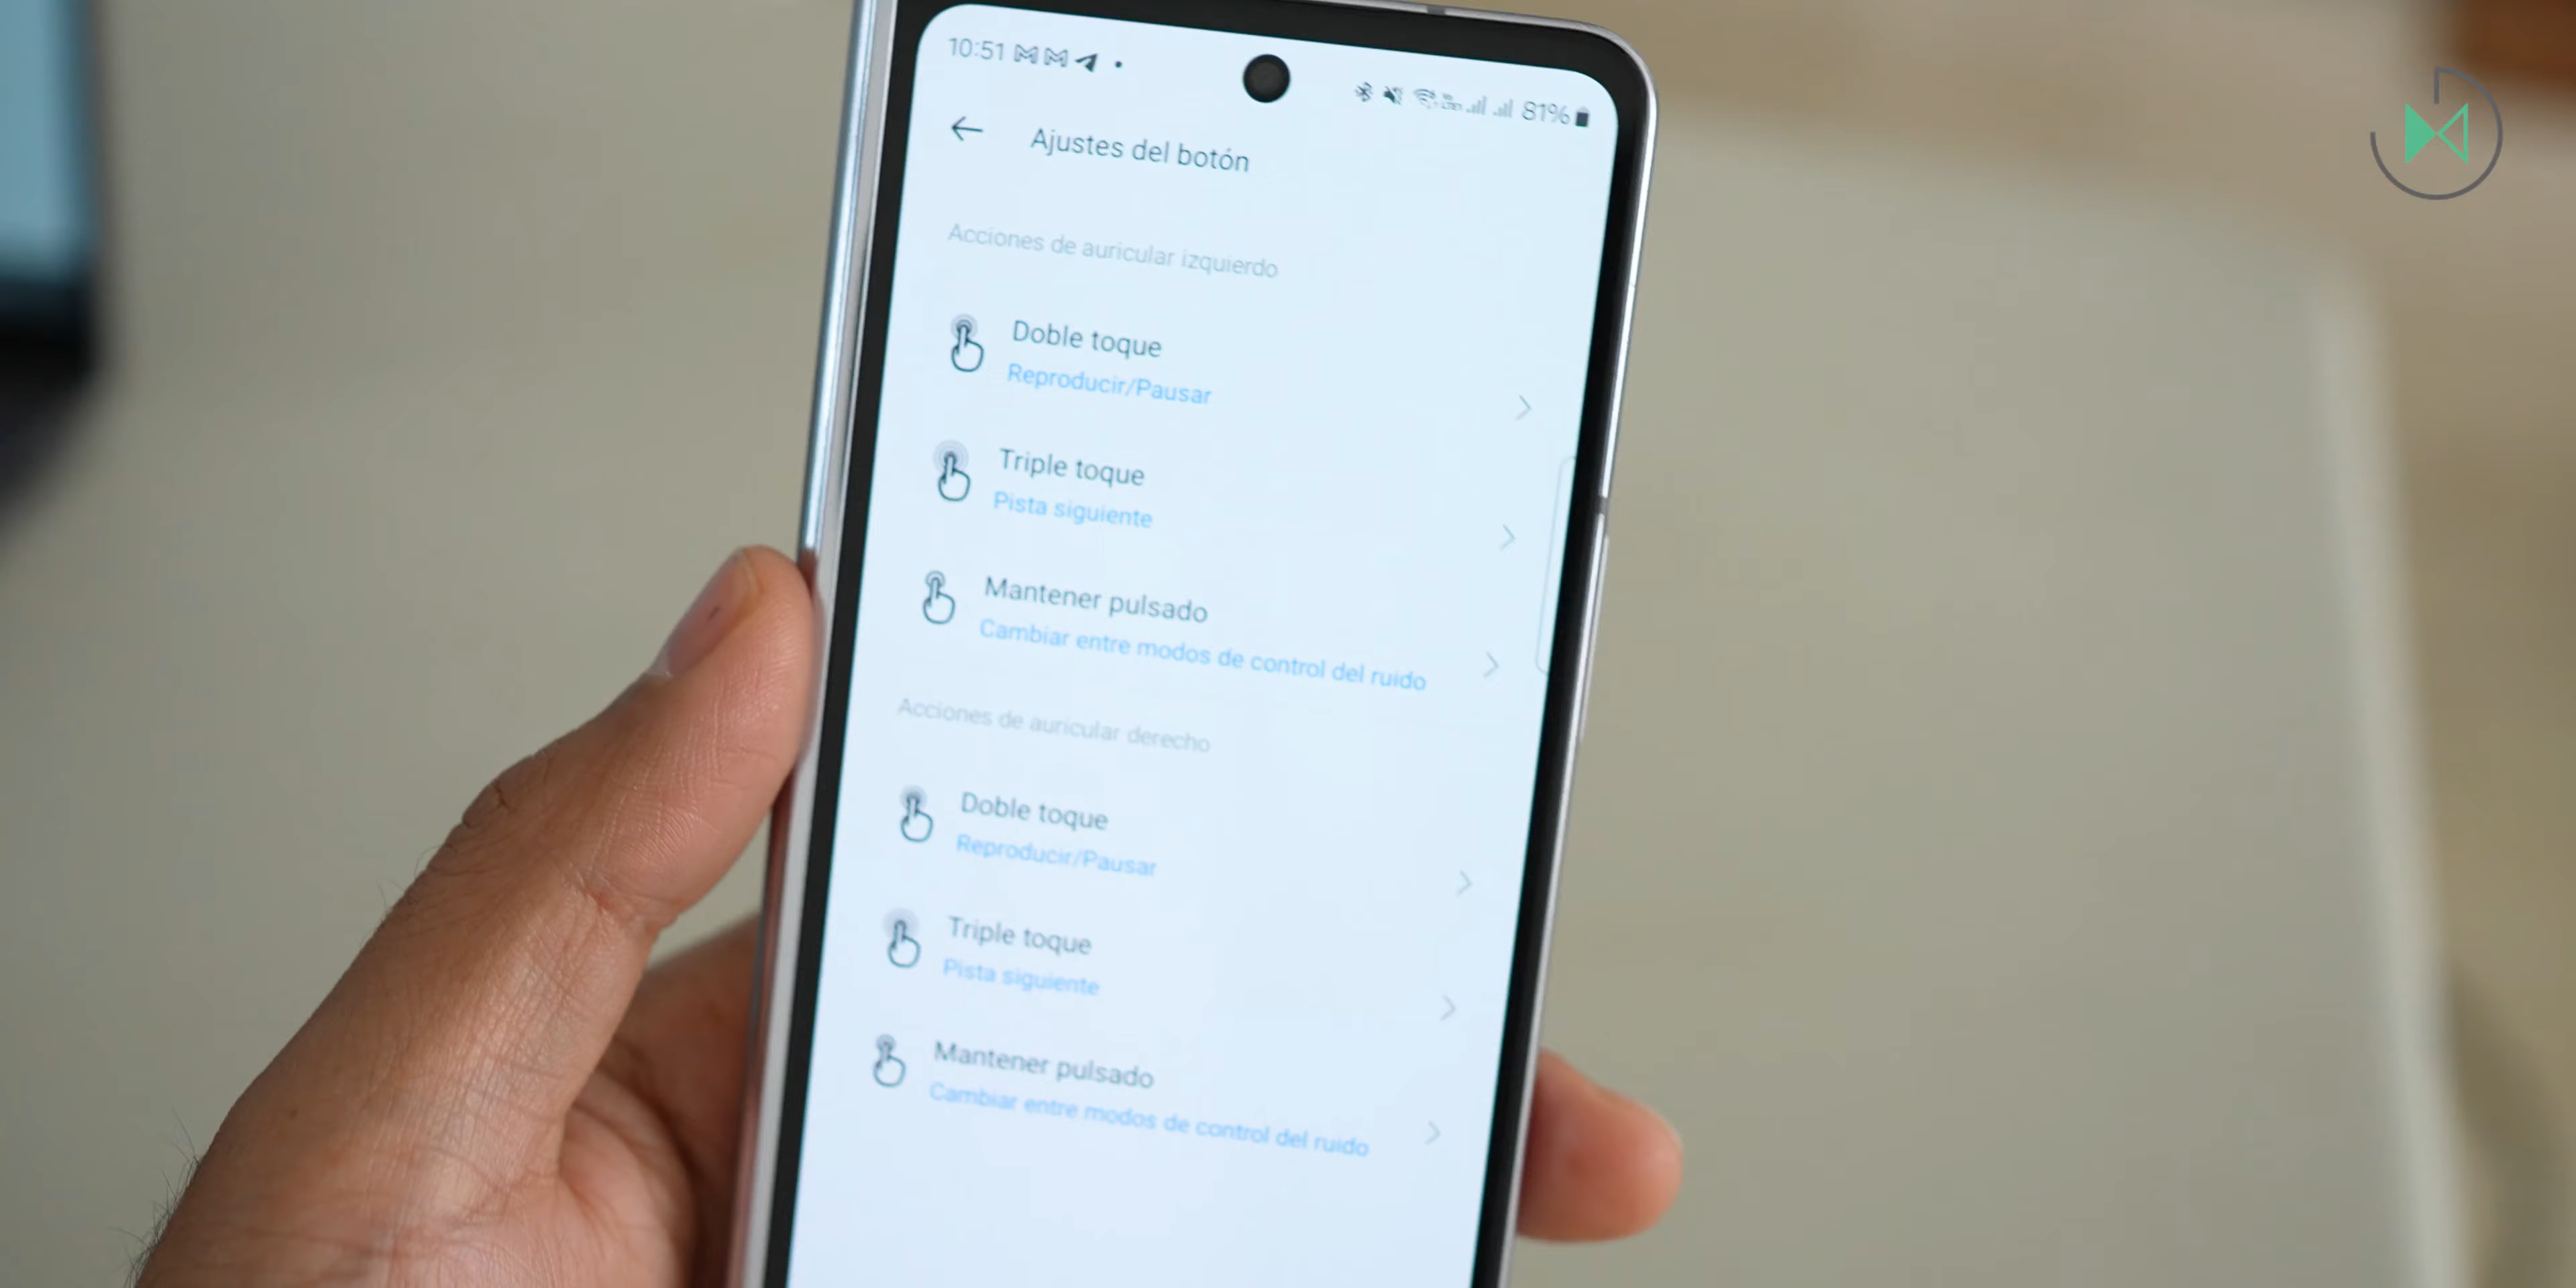 10:51
81%
Ajustes del botón
Acciones de auricular izquierdo
Doble toque
Reproducir/Pausar
Triple toque
Pista siguiente
Mantener pulsado
Cambiar entre modos de control del ruido
Acciones de auricular derecho
Doble toque
Reproducir/Pausar
Triple toque
Pista siguiente
Mantener pulsado
Cambiar entre modos de control del ruido